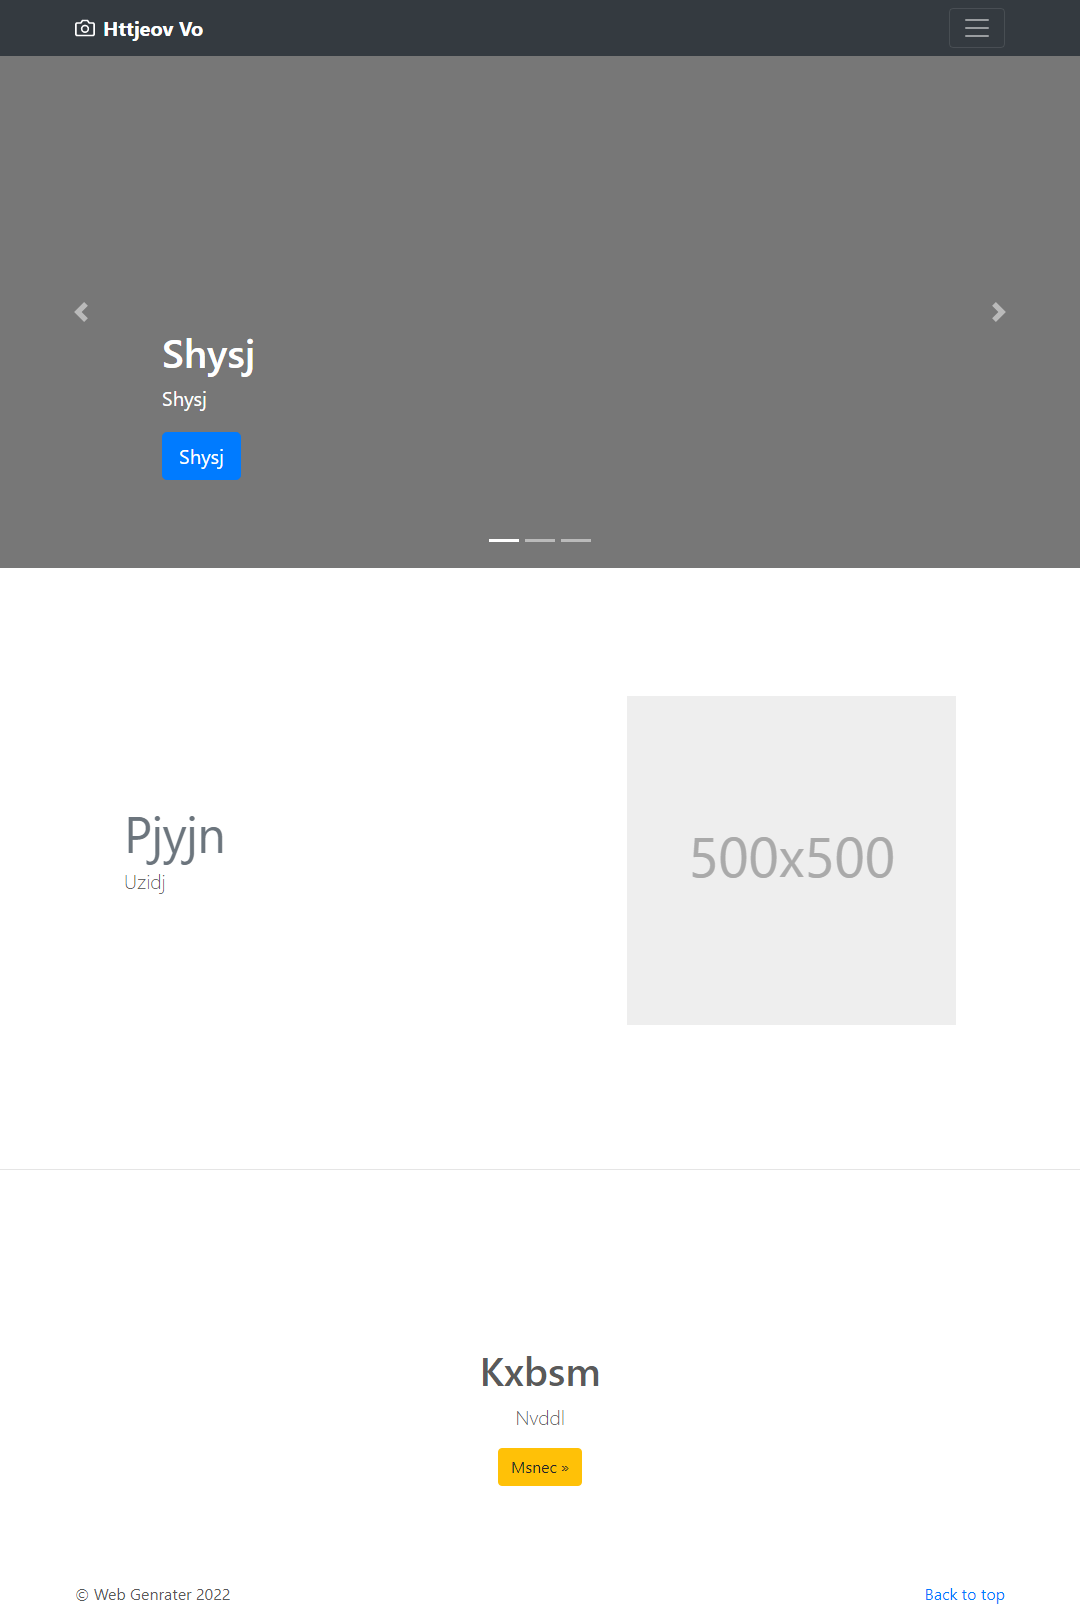 Httjeov Vo
Shysj
Shysj
Shysj
Pjyjn
Uzidj
500x500
Kxbsm
Nvddl
Msnec »
© Web Genrater 2022
Back to top